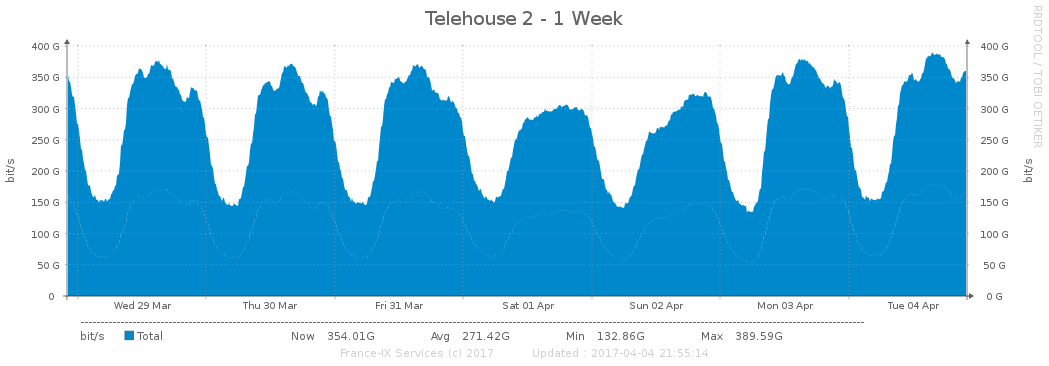 Telehouse 2 - 1 Week
RRDTOOL / TOBI OETIKER
400 G 400 G
350 G 350 G
300 G 300 G
250 G 250 G
200 G 200 G
150 G 150 G
100 G 100 G
50 G 50 G
0 0 G
bit/s bit/s
Wed 29 Mar Thu 30 Mar Fri 31 Mar Sat 01 Apr Sun 02 Apr Mon 03 Apr Tue 04 Apr
bit/s Total Now 354.01G Avg 271.42G Min 132.86G Max 389.59G
France-IX Services (c) 2017 Updated : 2017-04-04 21:55:14